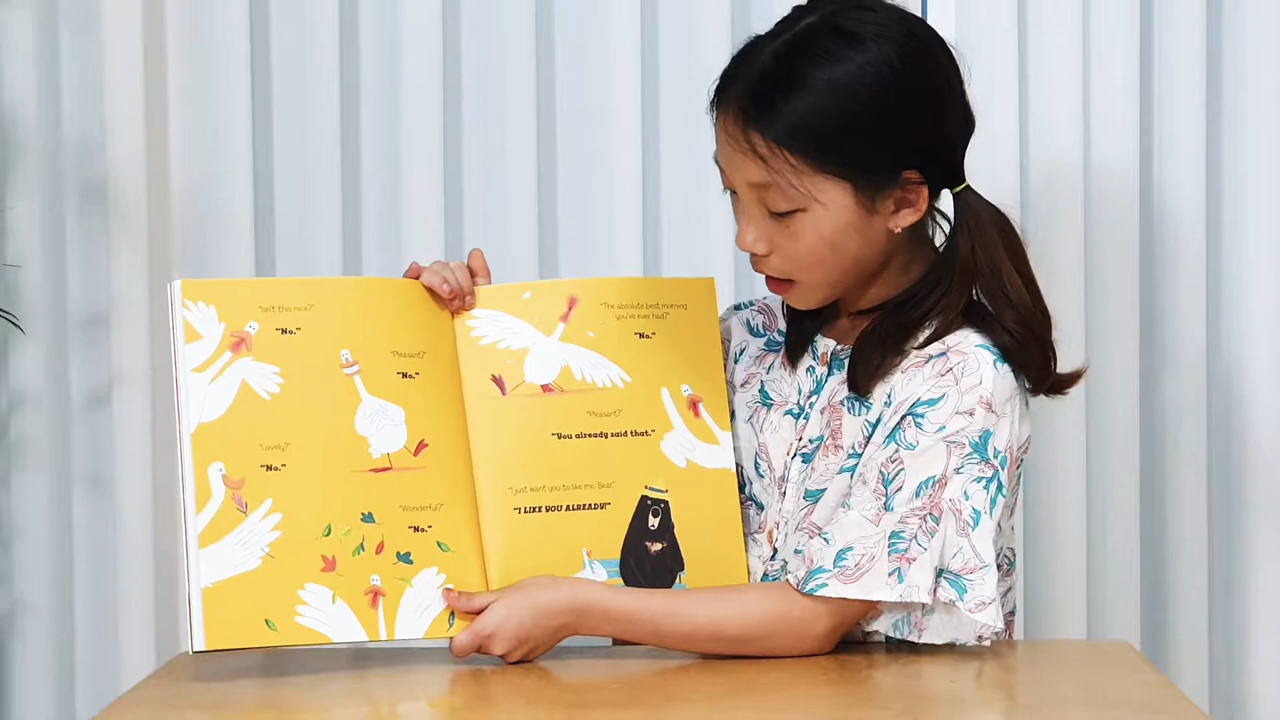 "Isn't this nice?"
"No."
"Pleasant?"
"No."
"Lovely?"
"No."
"Wonderful?"
"No."
"The absolute best morning
you've ever had?"
"No."
"Pleasant?"
"You already said that."
"I just want you to like me, Bear."
"I LIKE YOU ALREADY!"